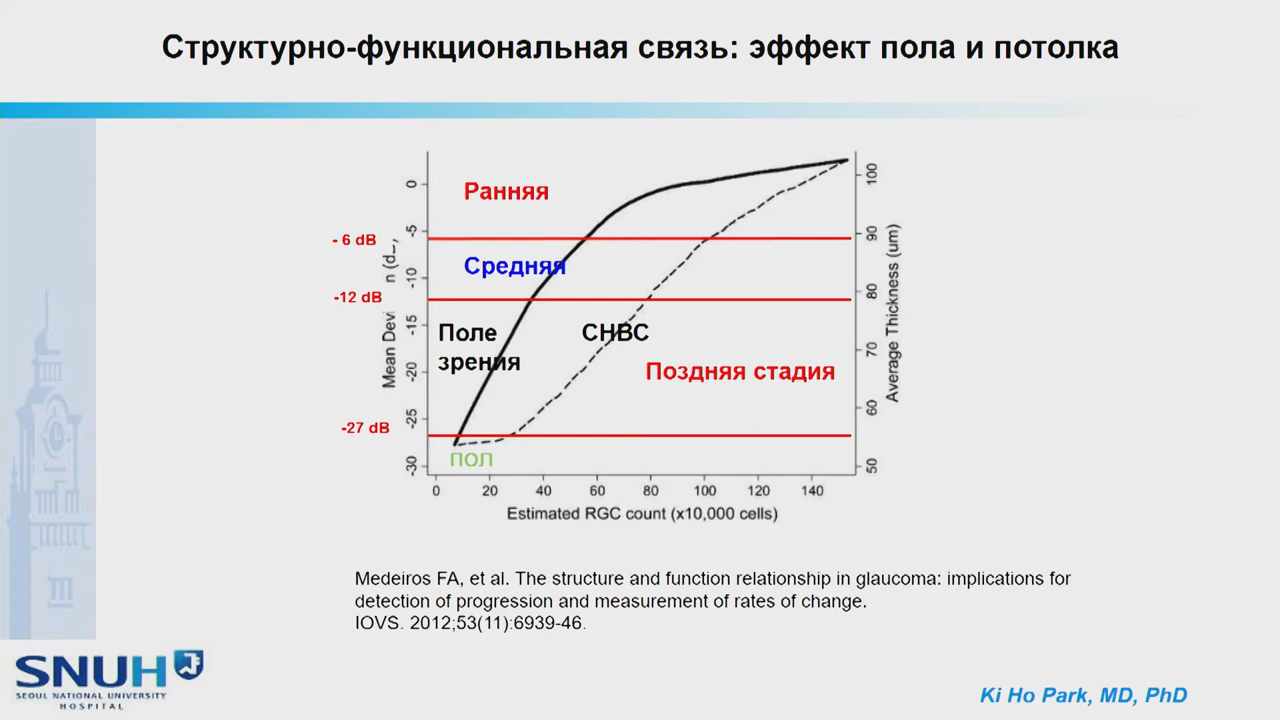 Структурно-функциональная связь: эффект пола и потолка
Ранняя
- 6 dB
Средняя
-12 dB
Поле
зрения
СНВС
Поздняя стадия
-27 dB
ПОЛ
0
-5
-10
-15
-20
-25
-30
Mean Devi
n (d
100
90
80
70
60
50
Average Thickness (um)
0 20 40 60 80 100 120 140
Estimated RGC count (x10,000 cells)
Medeiros FA, et al. The structure and function relationship in glaucoma: implications for
detection of progression and measurement of rates of change.
IOVS. 2012;53(11):6939-46.
SNUH
SEOUL NATIONAL UNIVERSITY
HOSPITAL
Ki Ho Park, MD, PhD